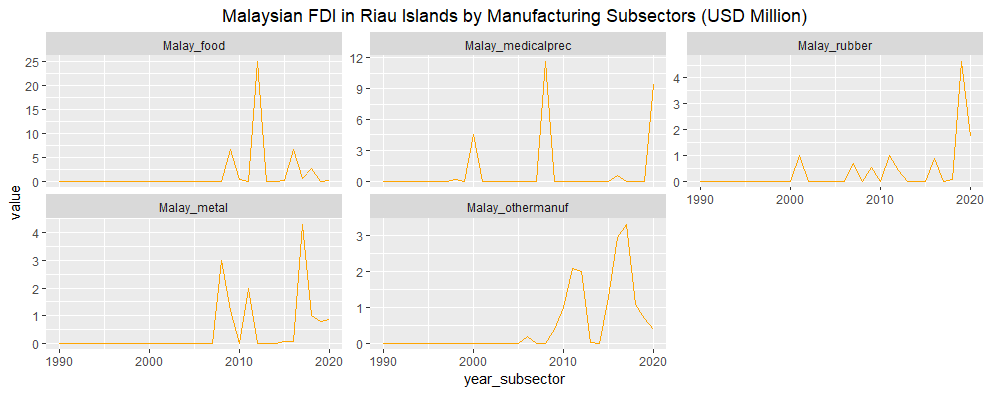 Malaysian FDI in Riau Islands by Manufacturing Subsectors (USD Million)
Malay_food
25
20
15
10
5
0
Malay_medicalprec
12
9
6
3
0
Malay_rubber
4
3
2
1
0
1990 2000 2010 2020
value
Malay_metal
4
3
2
1
0
1990 2000 2010 2020
Malay_othermanuf
3
2
1
0
1990 2000 2010 2020
year_subsector